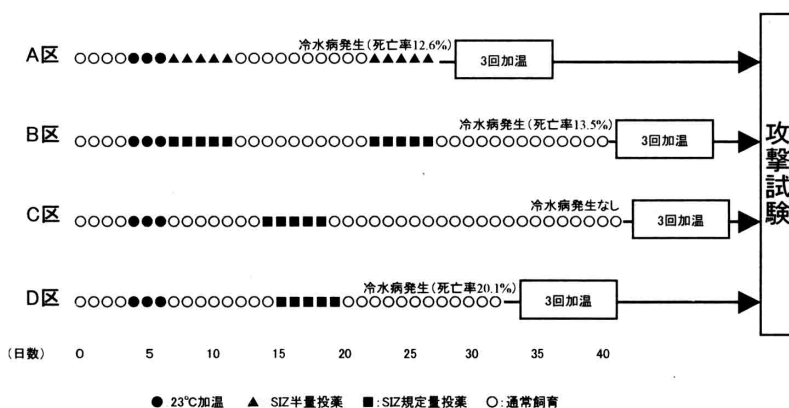 冷水病発生(死亡率12.6%)
A区
3回加温
冷水病発生(死亡率13.5%)
B区
3回加温
冷水病発生なし
C区
3回加温
冷水病発生(死亡率20.1%)
D区
3回加温
攻撃試験
(日数) 0 5 10 15 20 25 30 35 40
● 23℃加温 ▲ SIZ半量投薬 ■:SIZ規定量投薬 ○:通常飼育